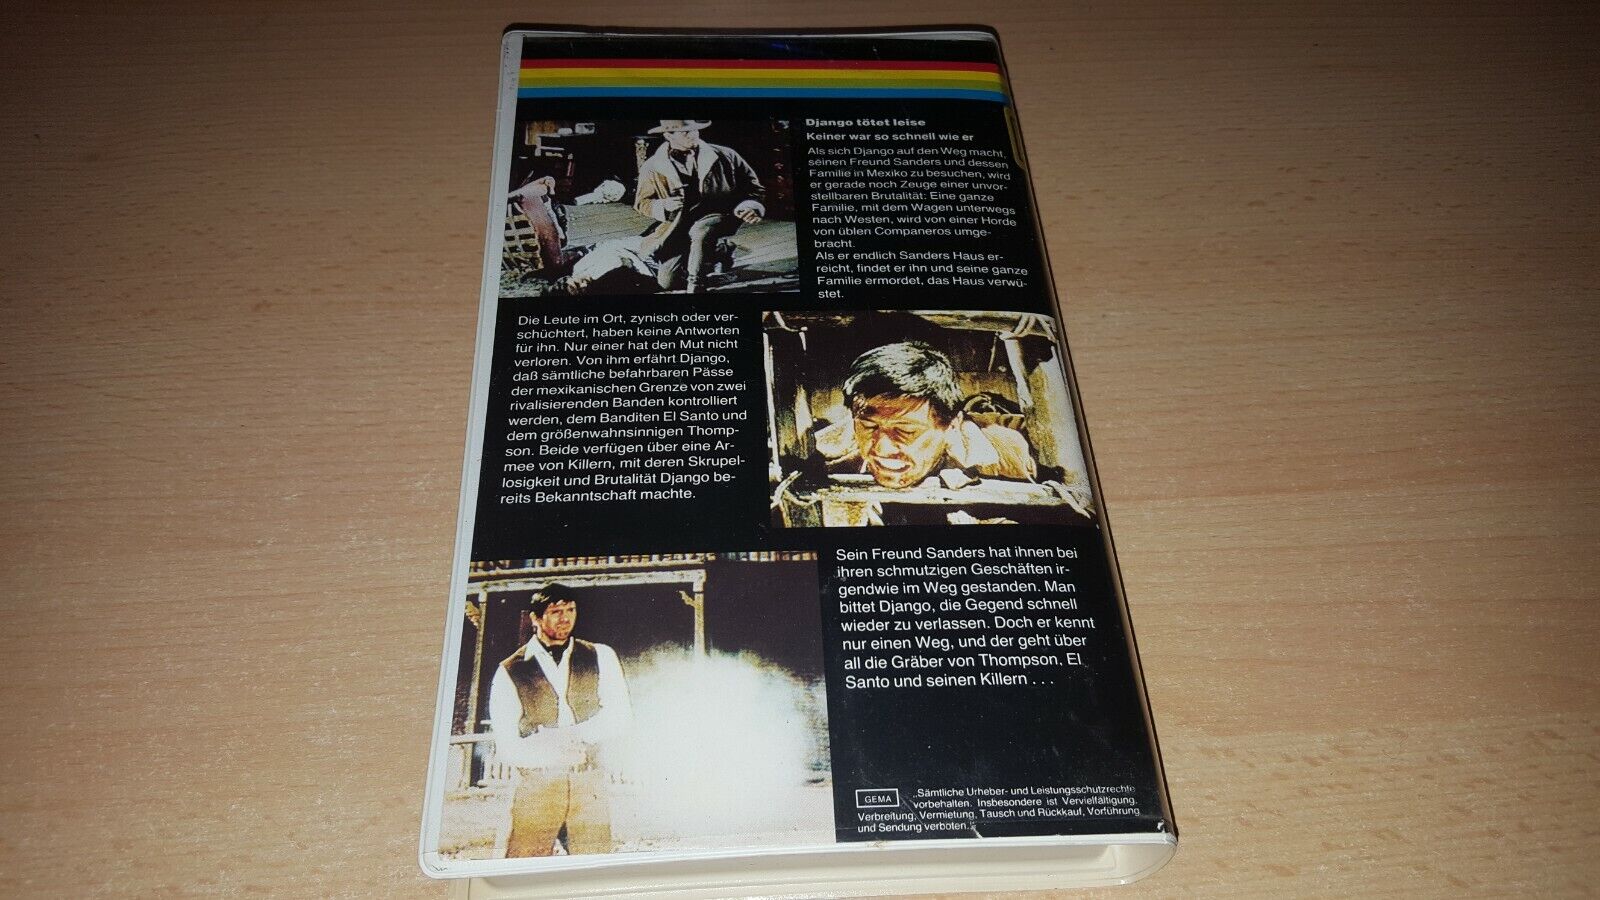 Django tötet leise
Keiner war so schnell wie er
Als sich Django auf den Weg macht,
seinen Freund Sanders und dessen
Familie in Mexiko zu besuchen, wird
er gerade noch Zeuge einer unvor-
stellbaren Brutalität: Eine ganze
Familie, mit dem Wagen unterwegs
nach Westen, wird von einer Horde
von üblen Companeros umge-
bracht.
Als er endlich Sanders Haus er-
reicht, findet er ihn und seine ganze
Familie ermordet, das Haus verwü-
stet.
Die Leute im Ort, zynisch oder ver-
schüchtert, haben keine Antworten
für ihn. Nur einer hat den Mut nicht
verloren. Von ihm erfährt Django,
daß sämtliche befahrbaren Pässe
der mexikanischen Grenze von zwei
rivalisierenden Banden kontrolliert
werden, dem Banditen El Santo und
dem größenwahnsinnigen Thomp-
son. Beide verfügen über eine Ar-
mee von Killern, mit deren Skrupel-
losigkeit und Brutalität Django be-
reits Bekanntschaft machte.
Sein Freund Sanders hat ihnen bei
ihren schmutzigen Geschäften ir-
gendwie im Weg gestanden. Man
bittet Django, die Gegend schnell
wieder zu verlassen. Doch er kennt
nur einen Weg, und der geht über
all die Gräber von Thompson, El
Santo und seinen Killern . . .
GEMA
„Sämtliche Urheber- und Leistungsschutzrechte
vorbehalten. Insbesondere ist Vervielfältigung,
Verbreitung, Vermietung, Tausch und Rückkauf, Vorführung
und Sendung verboten."